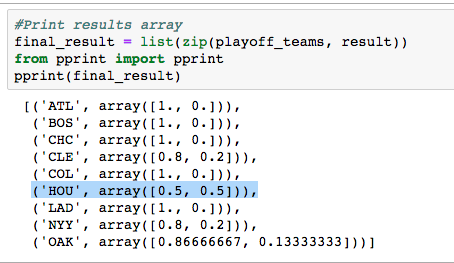 #Print results array
final_result = list(zip(playoff_teams, result))
from pprint import pprint
pprint(final_result)
[('ATL', array([1., 0.])),
('BOS', array([1., 0.])),
('CHC', array([1., 0.])),
('CLE', array([0.8, 0.2])),
('COL', array([1., 0.])),
('HOU', array([0.5, 0.5])),
('LAD', array([1., 0.])),
('NYY', array([0.8, 0.2])),
('OAK', array([0.86666667, 0.13333333]))]